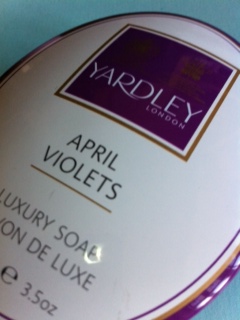 YARDLEY
LONDON
APRIL
VIOLETS
LUXURY SOAP
VON DE LUXE
℮ 3.5oz